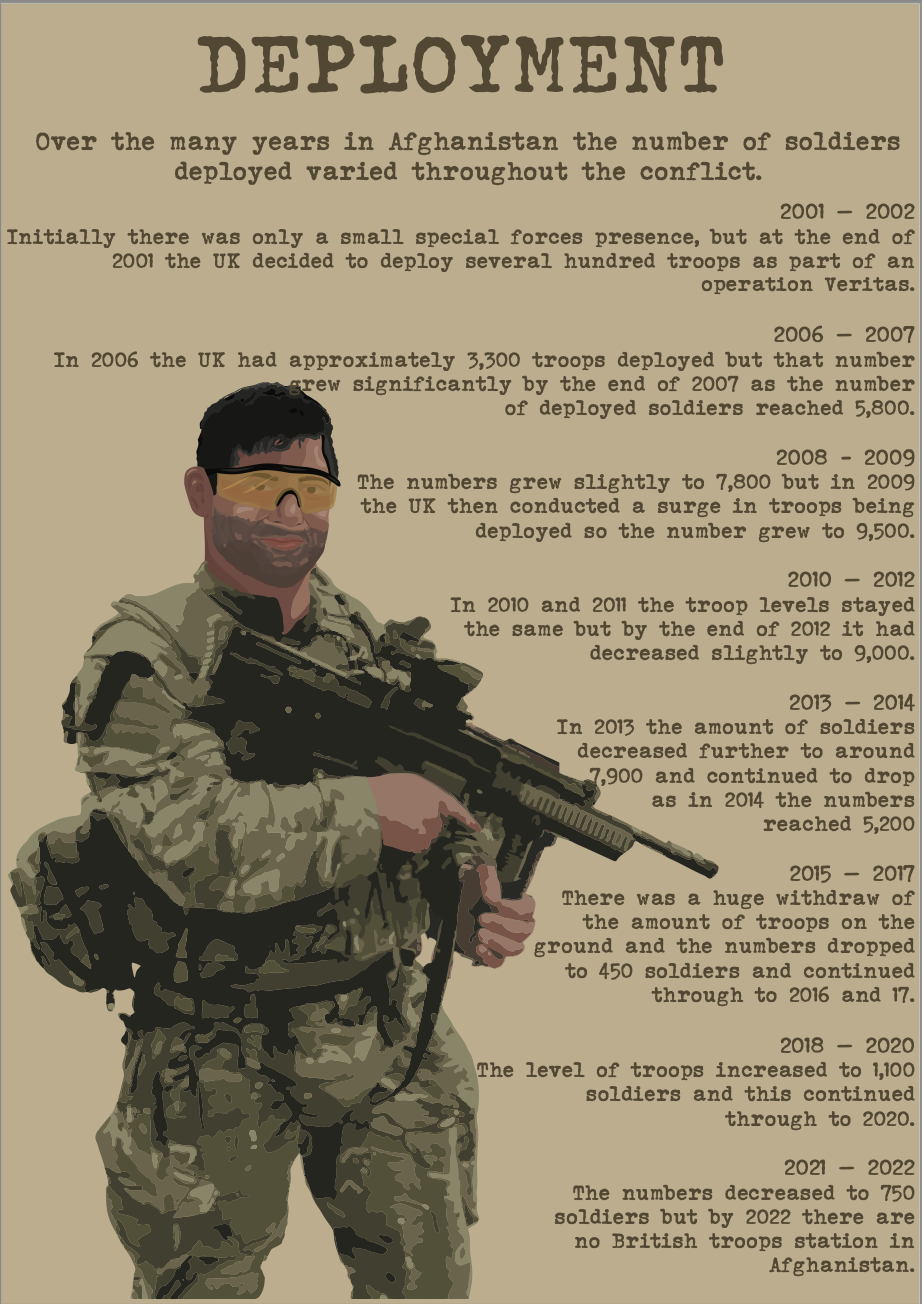 DEPLOYMENT
Over the many years in Afghanistan the number of soldiers
deployed varied throughout the conflict.
2001 — 2002
Initially there was only a small special forces presence, but at the end of
2001 the UK decided to deploy several hundred troops as part of an
operation Veritas.
2006 — 2007
In 2006 the UK had approximately 3,300 troops deployed but that number
grew significantly by the end of 2007 as the number
of deployed soldiers reached 5,800.
2008 - 2009
The numbers grew slightly to 7,800 but in 2009
the UK then conducted a surge in troops being
deployed so the number grew to 9,500.
2010 — 2012
In 2010 and 2011 the troop levels stayed
the same but by the end of 2012 it had
decreased slightly to 9,000.
2013 — 2014
In 2013 the amount of soldiers
decreased further to around
7,900 and continued to drop
as in 2014 the numbers
reached 5,200
2015 — 2017
There was a huge withdraw of
the amount of troops on the
ground and the numbers dropped
to 450 soldiers and continued
through to 2016 and 17.
2018 — 2020
The level of troops increased to 1,100
soldiers and this continued
through to 2020.
2021 — 2022
The numbers decreased to 750
soldiers but by 2022 there are
no British troops station in
Afghanistan.